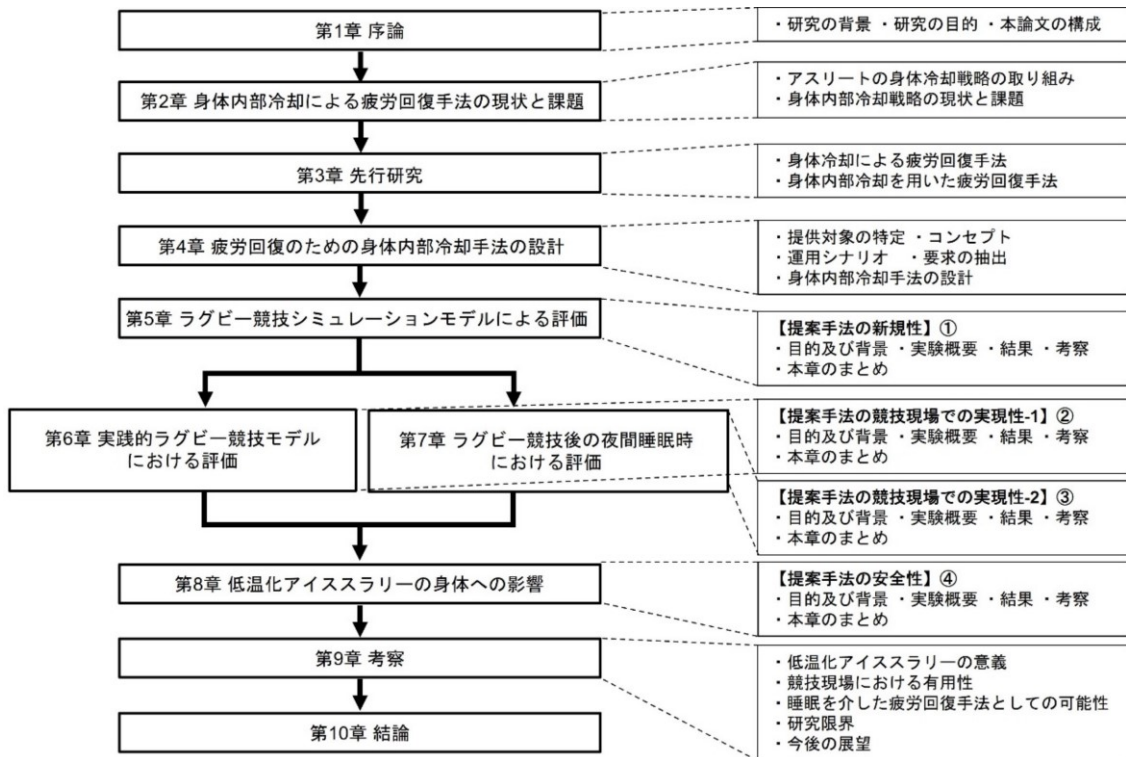 第1章 序論
・研究の背景 ・研究の目的 ・本論文の構成
第2章 身体内部冷却による疲労回復手法の現状と課題
・アスリートの身体冷却戦略の取り組み
・身体内部冷却戦略の現状と課題
第3章 先行研究
・身体冷却による疲労回復手法
・身体内部冷却を用いた疲労回復手法
第4章 疲労回復のための身体内部冷却手法の設計
・提供対象の特定 ・コンセプト
・運用シナリオ ・要求の抽出
・身体内部冷却手法の設計
第5章 ラグビー競技シミュレーションモデルによる評価
【提案手法の新規性】①
・目的及び背景 ・実験概要 ・結果 ・考察
・本章のまとめ
第6章 実践的ラグビー競技モデル
における評価
【提案手法の競技現場での実現性-1】②
・目的及び背景 ・実験概要 ・結果 ・考察
・本章のまとめ
第7章 ラグビー競技後の夜間睡眠時
における評価
【提案手法の競技現場での実現性-2】③
・目的及び背景 ・実験概要 ・結果 ・考察
・本章のまとめ
第8章 低温化アイススラリーの身体への影響
【提案手法の安全性】④
・目的及び背景 ・実験概要 ・結果 ・考察
・本章のまとめ
第9章 考察
・低温化アイススラリーの意義
・競技現場における有用性
・睡眠を介した疲労回復手法としての可能性
・研究限界
・今後の展望
第10章 結論